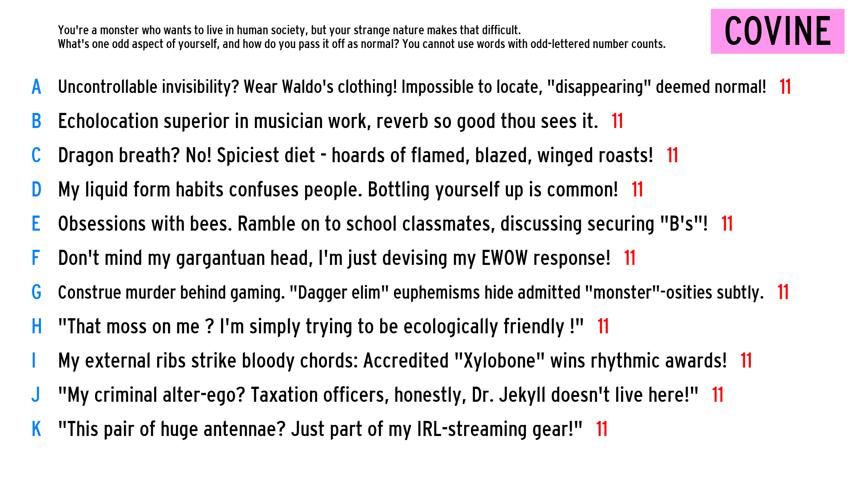 You're a monster who wants to live in human society, but your strange nature makes that difficult.
What's one odd aspect of yourself, and how do you pass it off as normal? You cannot use words with odd-lettered number counts.
COVINE
A Uncontrollable invisibility? Wear Waldo's clothing! Impossible to locate, "disappearing" deemed normal! 11
B Echolocation superior in musician work, reverb so good thou sees it. 11
C Dragon breath? No! Spiciest diet - hoards of flamed, blazed, winged roasts! 11
D My liquid form habits confuses people. Bottling yourself up is common! 11
E Obsessions with bees. Ramble on to school classmates, discussing securing "B's"! 11
F Don't mind my gargantuan head, I'm just devising my EWOW response! 11
G Construe murder behind gaming. "Dagger elim" euphemisms hide admitted "monster"-osities subtly. 11
H "That moss on me ? I'm simply trying to be ecologically friendly !" 11
I My external ribs strike bloody chords: Accredited "Xylobone" wins rhythmic awards! 11
J "My criminal alter-ego? Taxation officers, honestly, Dr. Jekyll doesn't live here!" 11
K "This pair of huge antennae? Just part of my IRL-streaming gear!" 11